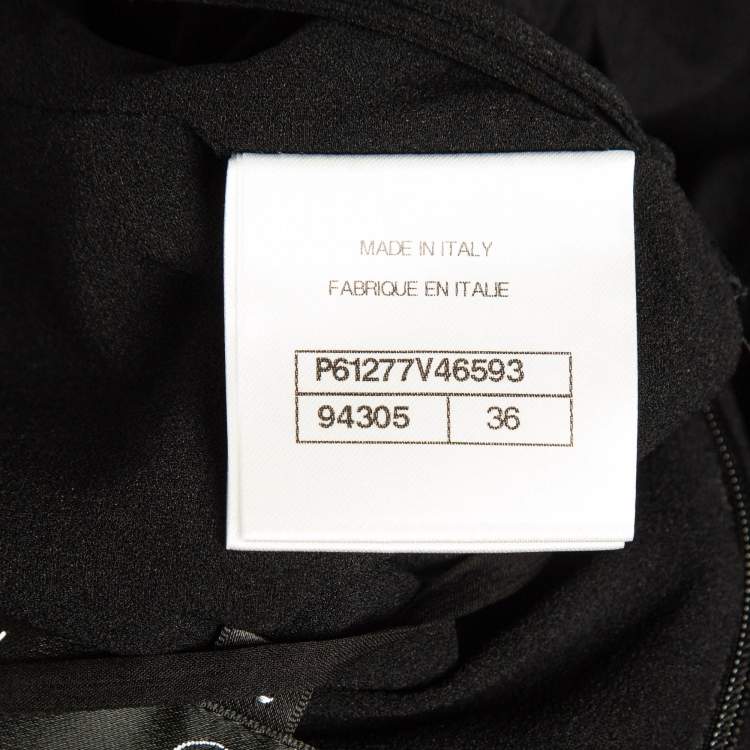 MADE IN ITALY
FABRIQUE EN ITALIE
P61277V46593
94305 36